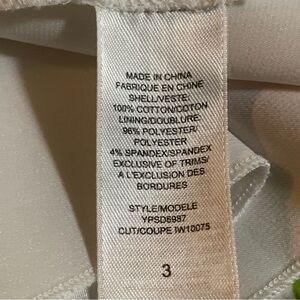 MADE IN CHINA
FABRIQUE EN CHINE
SHELL/VESTE:
100% COTTON/COTON
LINING/DOUBLURE:
96% POLYESTER/
POLYESTER
4% SPANDEX/SPANDEX
EXCLUSIVE OF TRIMS/
A L'EXCLUSION DES
BORDURES
STYLE/MODELE
YPSD6987
CUT/COUPE IW10075
3